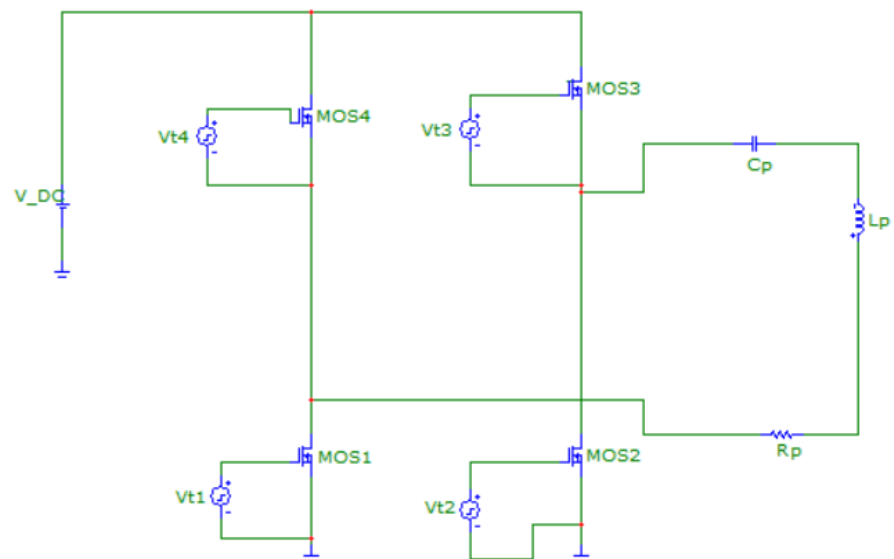 MOS3
MOS4
Vt4
Vt3
Cp
V_DC
Lp
MOS1
MOS2
Rp
Vt1
Vt2